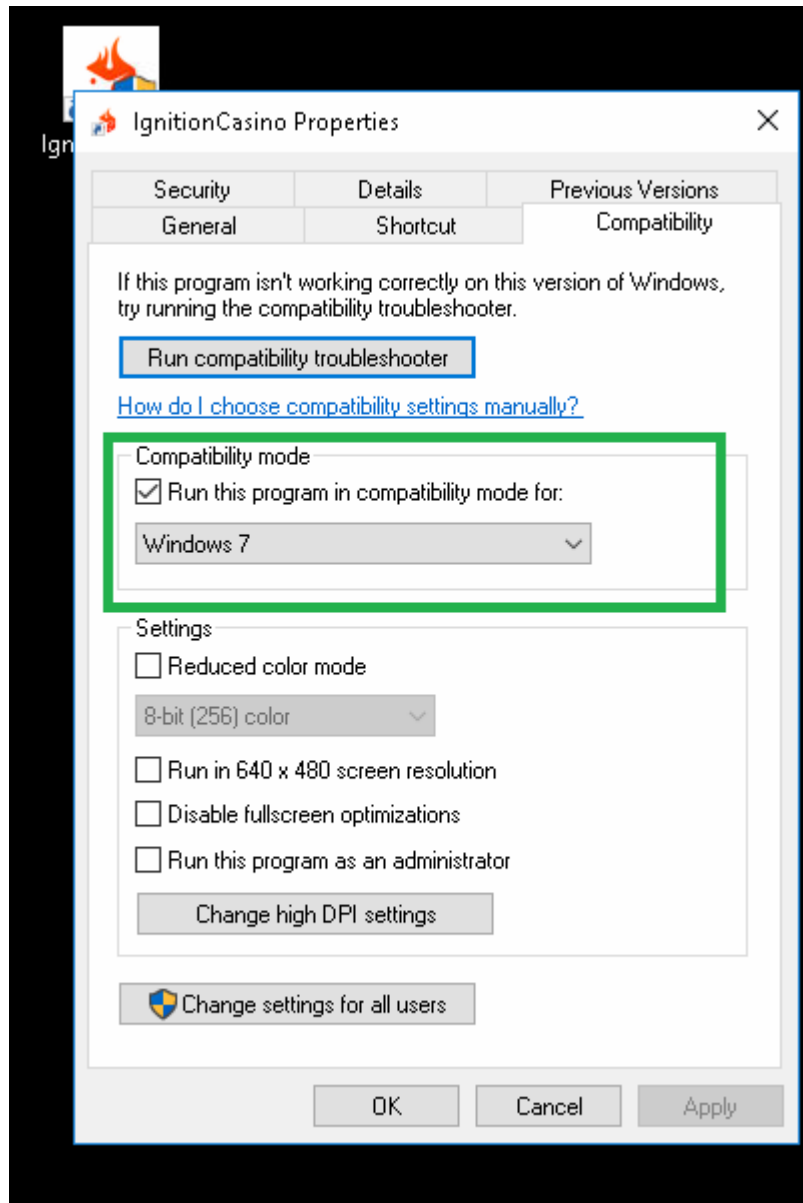 Ign
IgnitionCasino Properties
Security Details Previous Versions
General Shortcut Compatibility
If this program isn't working correctly on this version of Windows,
try running the compatibility troubleshooter.
Run compatibility troubleshooter
How do I choose compatibility settings manually?
Compatibility mode
Run this program in compatibility mode for:
Windows 7
Settings
Reduced color mode
8-bit (256) color
Run in 640 x 480 screen resolution
Disable fullscreen optimizations
Run this program as an administrator
Change high DPI settings
Change settings for all users
OK Cancel Apply